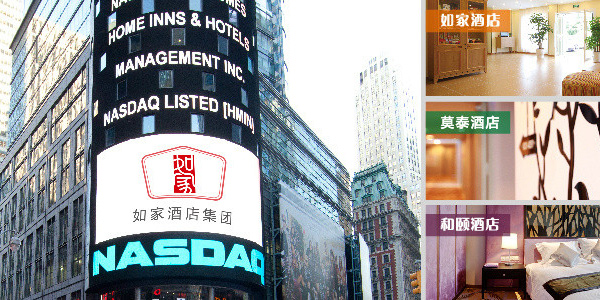 HOME INNS & HOTELS
MANAGEMENT INC.
NASDAQ LISTED [HMIN]
如家
如家酒店集团
NASDAQ
如家酒店
莫泰酒店
和颐酒店